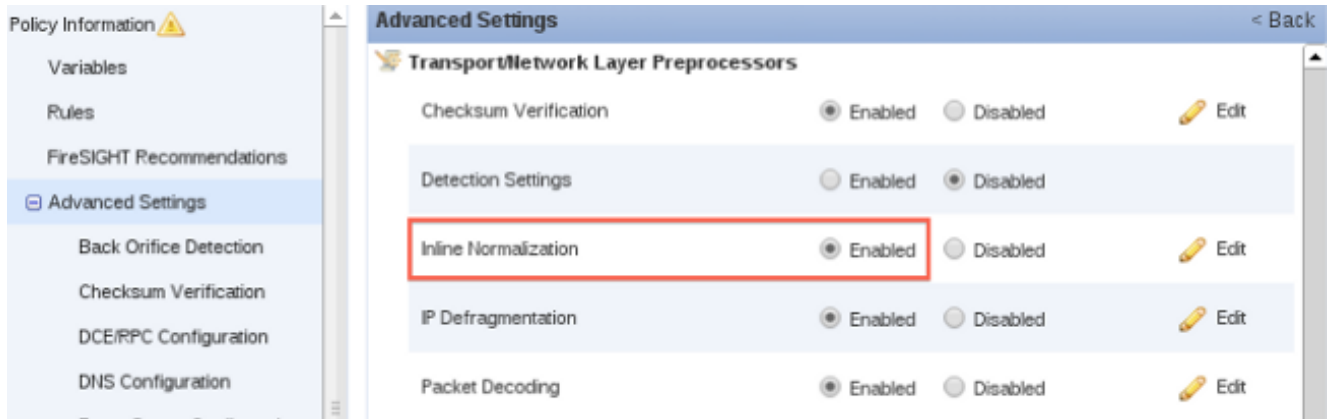 Policy Information
Variables
Rules
FireSIGHT Recommendations
Advanced Settings
Back Orifice Detection
Checksum Verification
DCE/RPC Configuration
DNS Configuration
Advanced Settings < Back
Transport/Network Layer Preprocessors
Checksum Verification Enabled Disabled Edit
Detection Settings Enabled Disabled
Inline Normalization Enabled Disabled Edit
IP Defragmentation Enabled Disabled Edit
Packet Decoding Enabled Disabled Edit